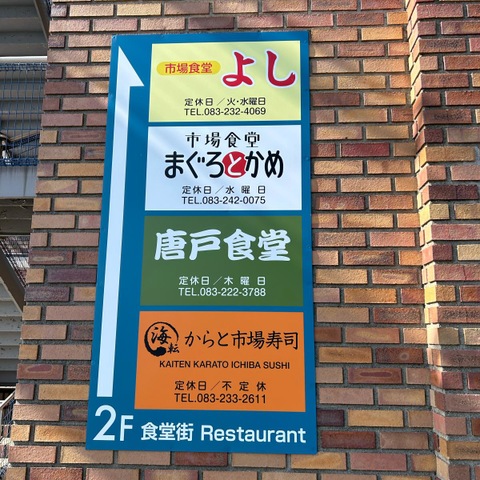 市場食堂 よし
定休日／火・水曜日
TEL.083-232-4069
市場食堂
まぐろとかめ
定休日／水曜日
TEL.083-242-0075
唐戸食堂
定休日／木曜日
TEL.083-222-3788
海転 からと市場寿司
KAITEN KARATO ICHIBA SUSHI
定休日／不定休
TEL.083-233-2611
2F 食堂街 Restaurant